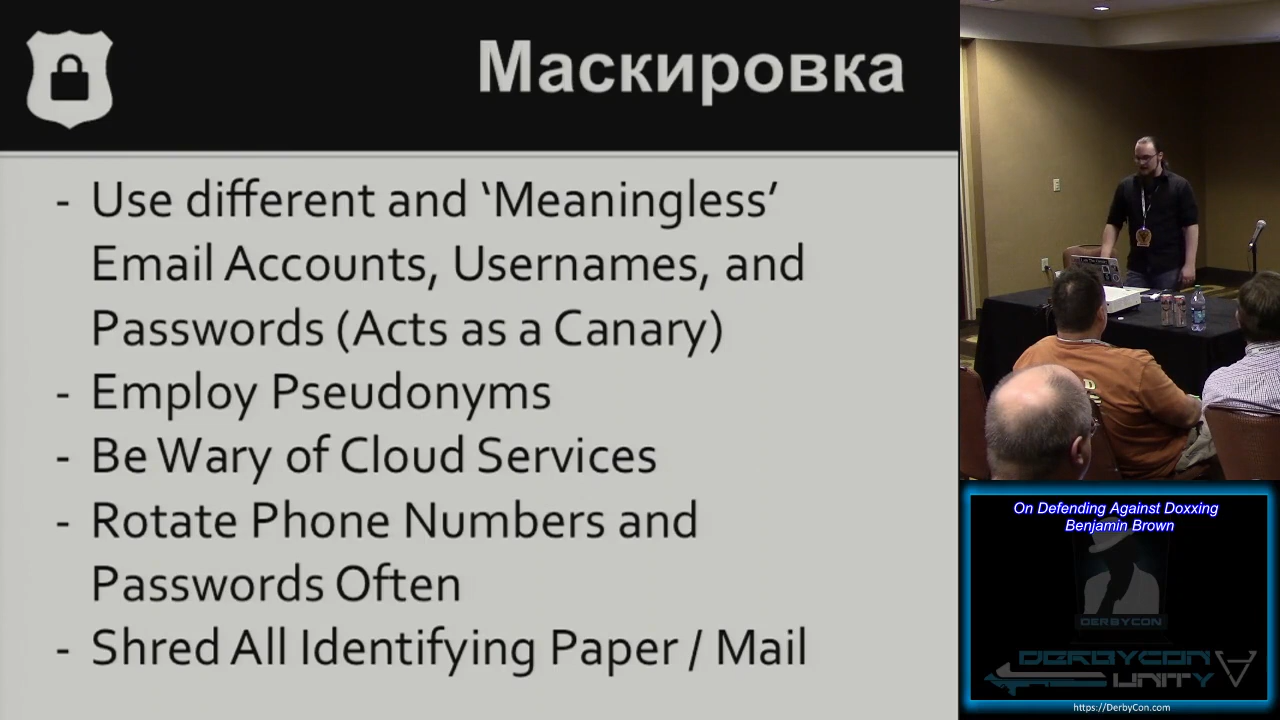 Маскировка
- Use different and ‘Meaningless’
Email Accounts, Usernames, and
Passwords (Acts as a Canary)
- Employ Pseudonyms
- Be Wary of Cloud Services
- Rotate Phone Numbers and
Passwords Often
- Shred All Identifying Paper / Mail
On Defending Against Doxxing
Benjamin Brown
DERBYCON
DERBYCON
UNITY
https://DerbyCon.com